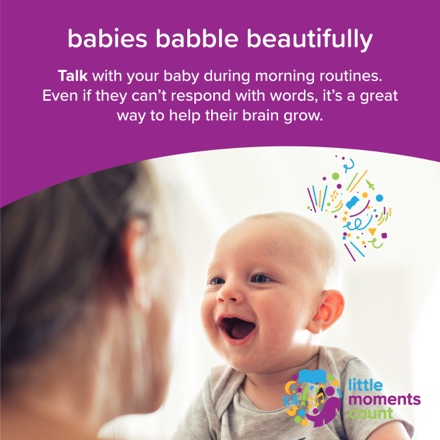 babies babble beautifully
Talk with your baby during morning routines.
Even if they can't respond with words, it's a great
way to help their brain grow.
little
moments
count